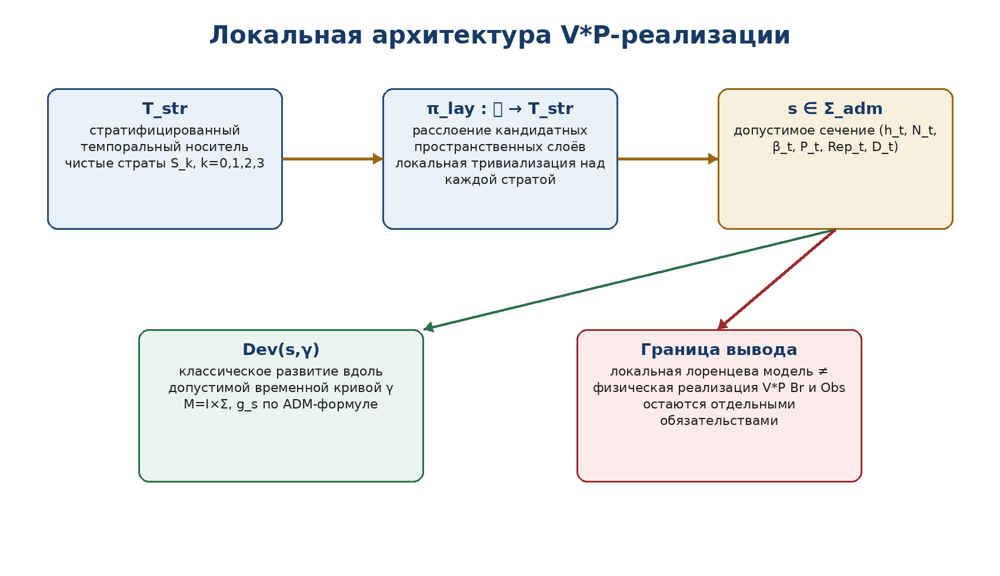 Локальная архитектура V*P-реализации
T_str
стратифицированный
темпоральный носитель
чистые страты S_k, k=0,1,2,3
π_lay : → T_str
расслоение кандидатных
пространственных слоёв
локальная тривиализация над
каждой стратой
s ∈ Σ_adm
допустимое сечение (h_t, N_t,
β_t, P_t, Rep_t, D_t)
Dev(s,γ)
классическое развитие вдоль
допустимой временной кривой γ
M=I×Σ, g_s по ADM-формуле
Граница вывода
локальная лоренцева модель ≠
физическая реализация V*P Br и Obs
остаются отдельными
обязательствами